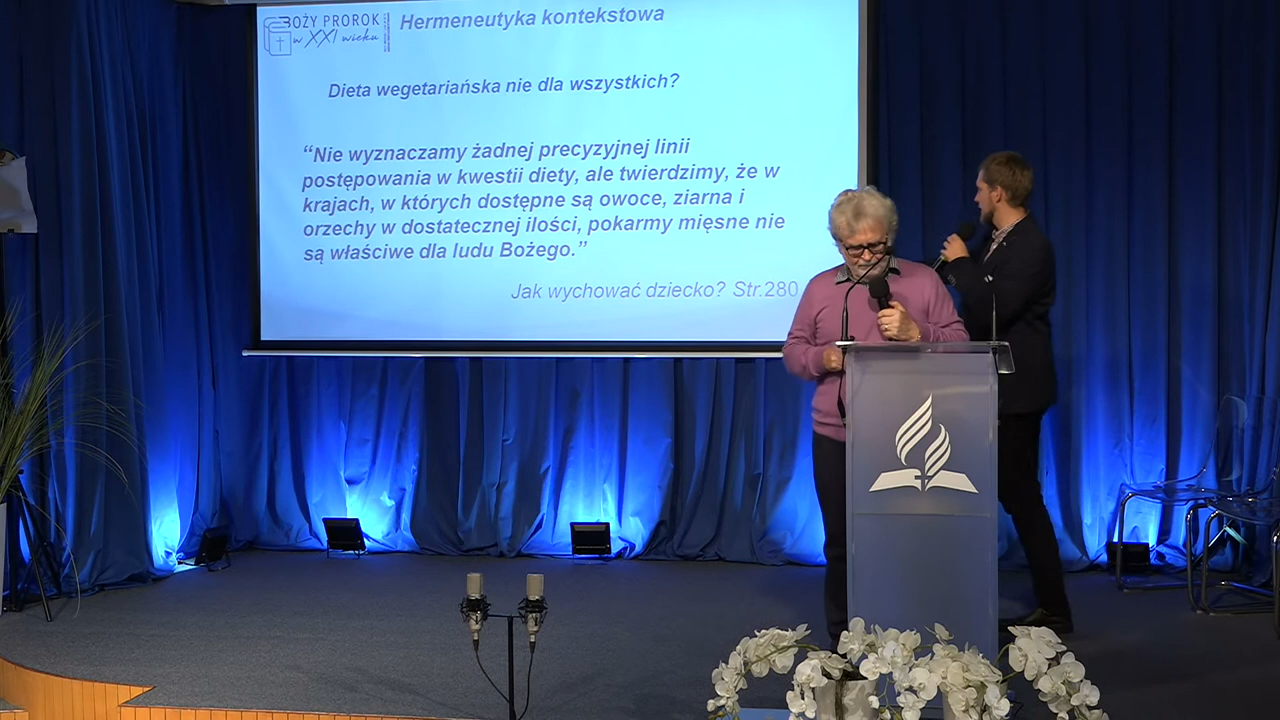 BOŻY PROROK
w XXI wieku
Hermeneutyka kontekstowa
Dieta wegetariańska nie dla wszystkich?
“Nie wyznaczamy żadnej precyzyjnej linii
postępowania w kwestii diety, ale twierdzimy, że w
krajach, w których dostępne są owoce, ziarna i
orzechy w dostatecznej ilości, pokarmy mięsne nie
są właściwe dla ludu Bożego.”
Jak wychować dziecko? Str.280